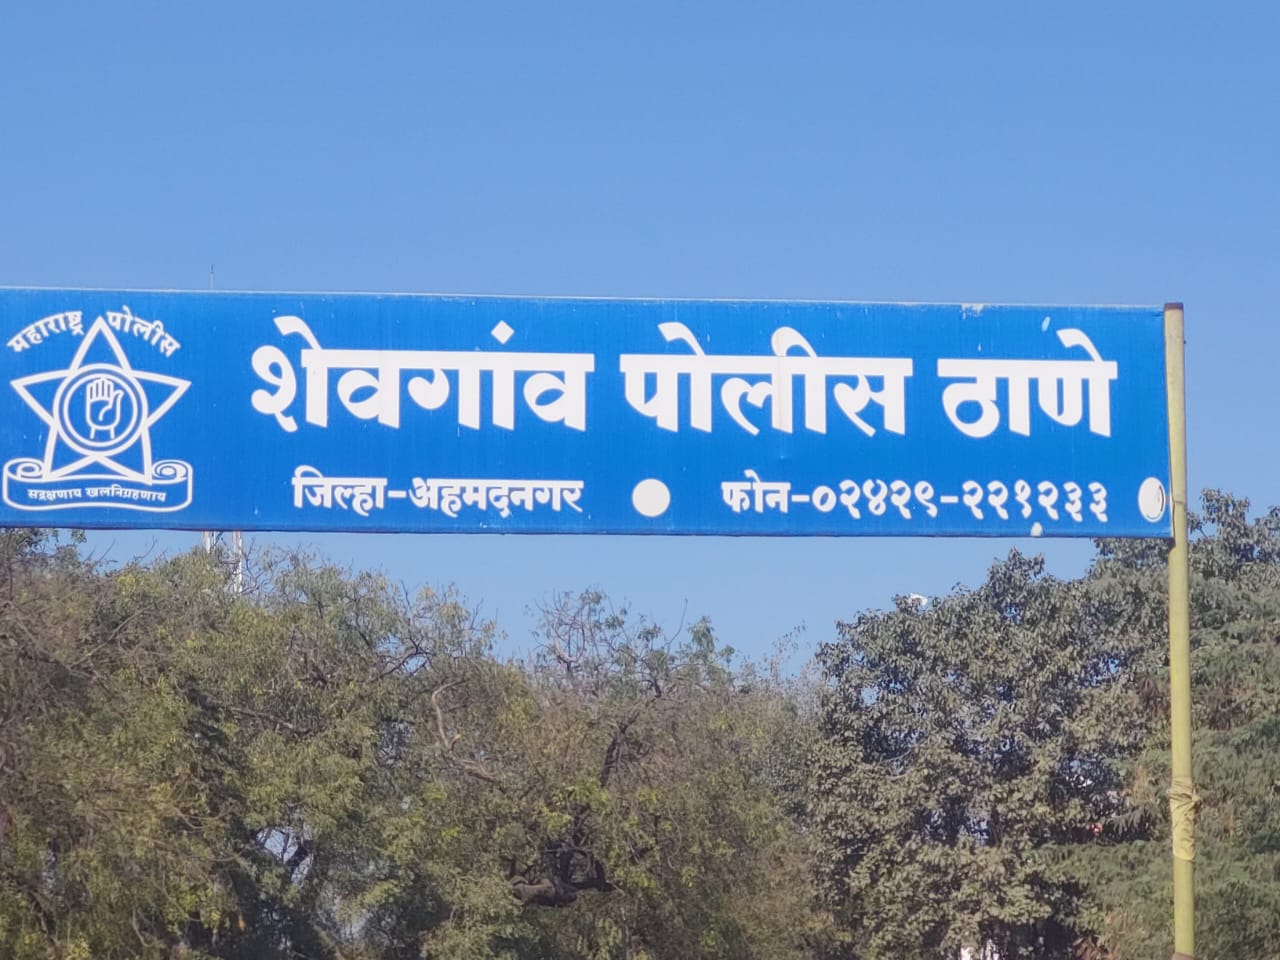 महाराष्ट्र पोलीस
सद्रक्षणाय खलनिग्रहणाय
शेवगांव पोलीस ठाणे
जिल्हा-अहमदनगर फोन-०२४२९-२२१२३३